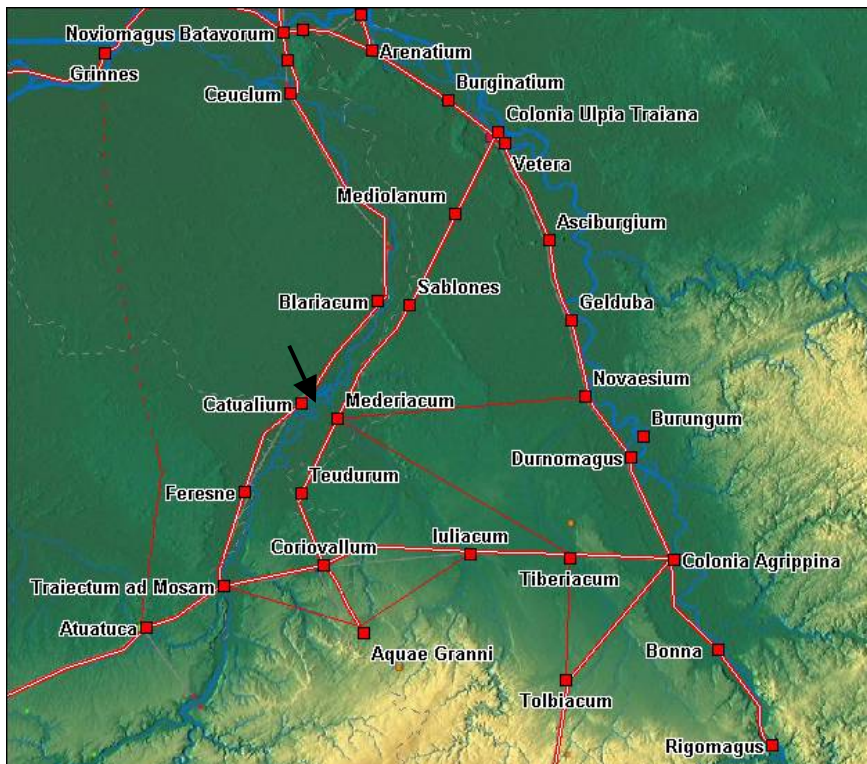 Noviomagus Batavorum
Arenatium
Grinnes
Ceuclum
Burginatium
Colonia Ulpia Traiana
Vetera
Mediolanum
Asciburgium
Blariacum
Sablones
Gelduba
Catualium
Mederiacum
Novaesium
Burungum
Durnomagus
Feresne
Teudurum
Coriovallum
Iuliacum
Traiectum ad Mosam
Tiberiacum
Colonia Agrippina
Atuatuca
Aquae Granni
Bonna
Tolbiacum
Rigomagus